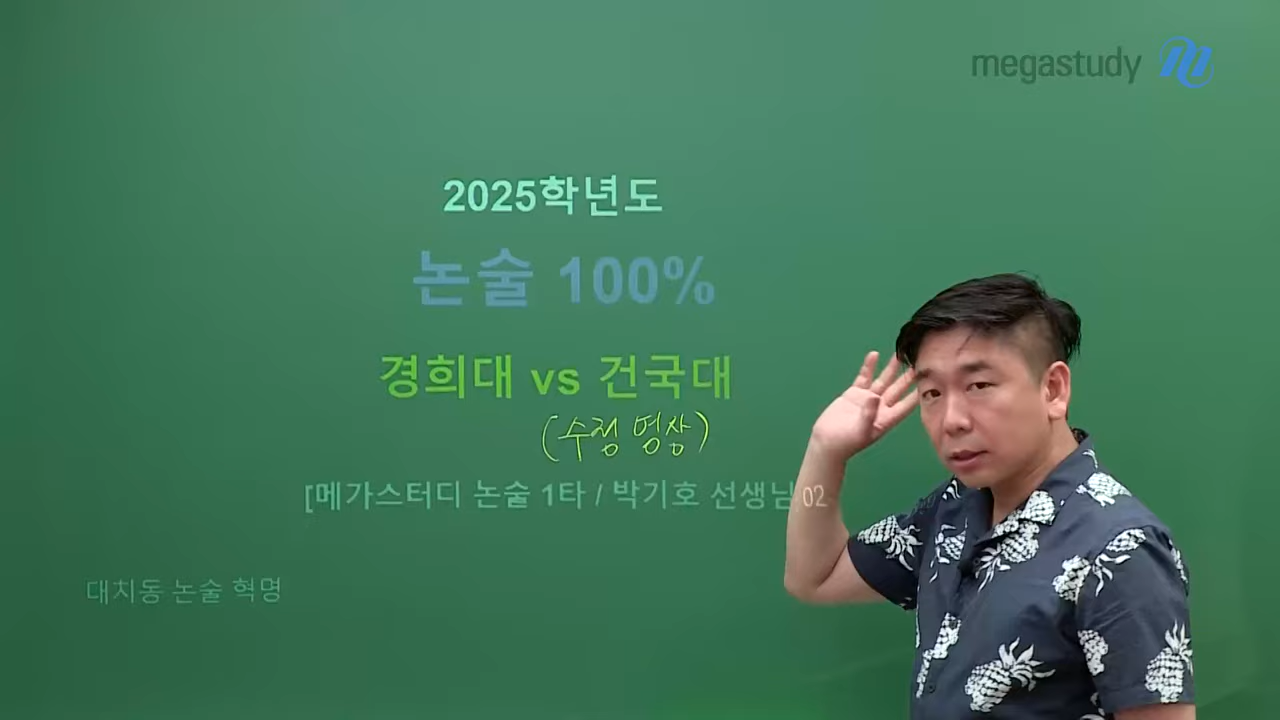 megastudy
2025학년도
논술 100%
경희대 vs 건국대
(수정 영상)
[메가스터디 논술 1타 / 박기호 선생님 02
대치동 논술 혁명